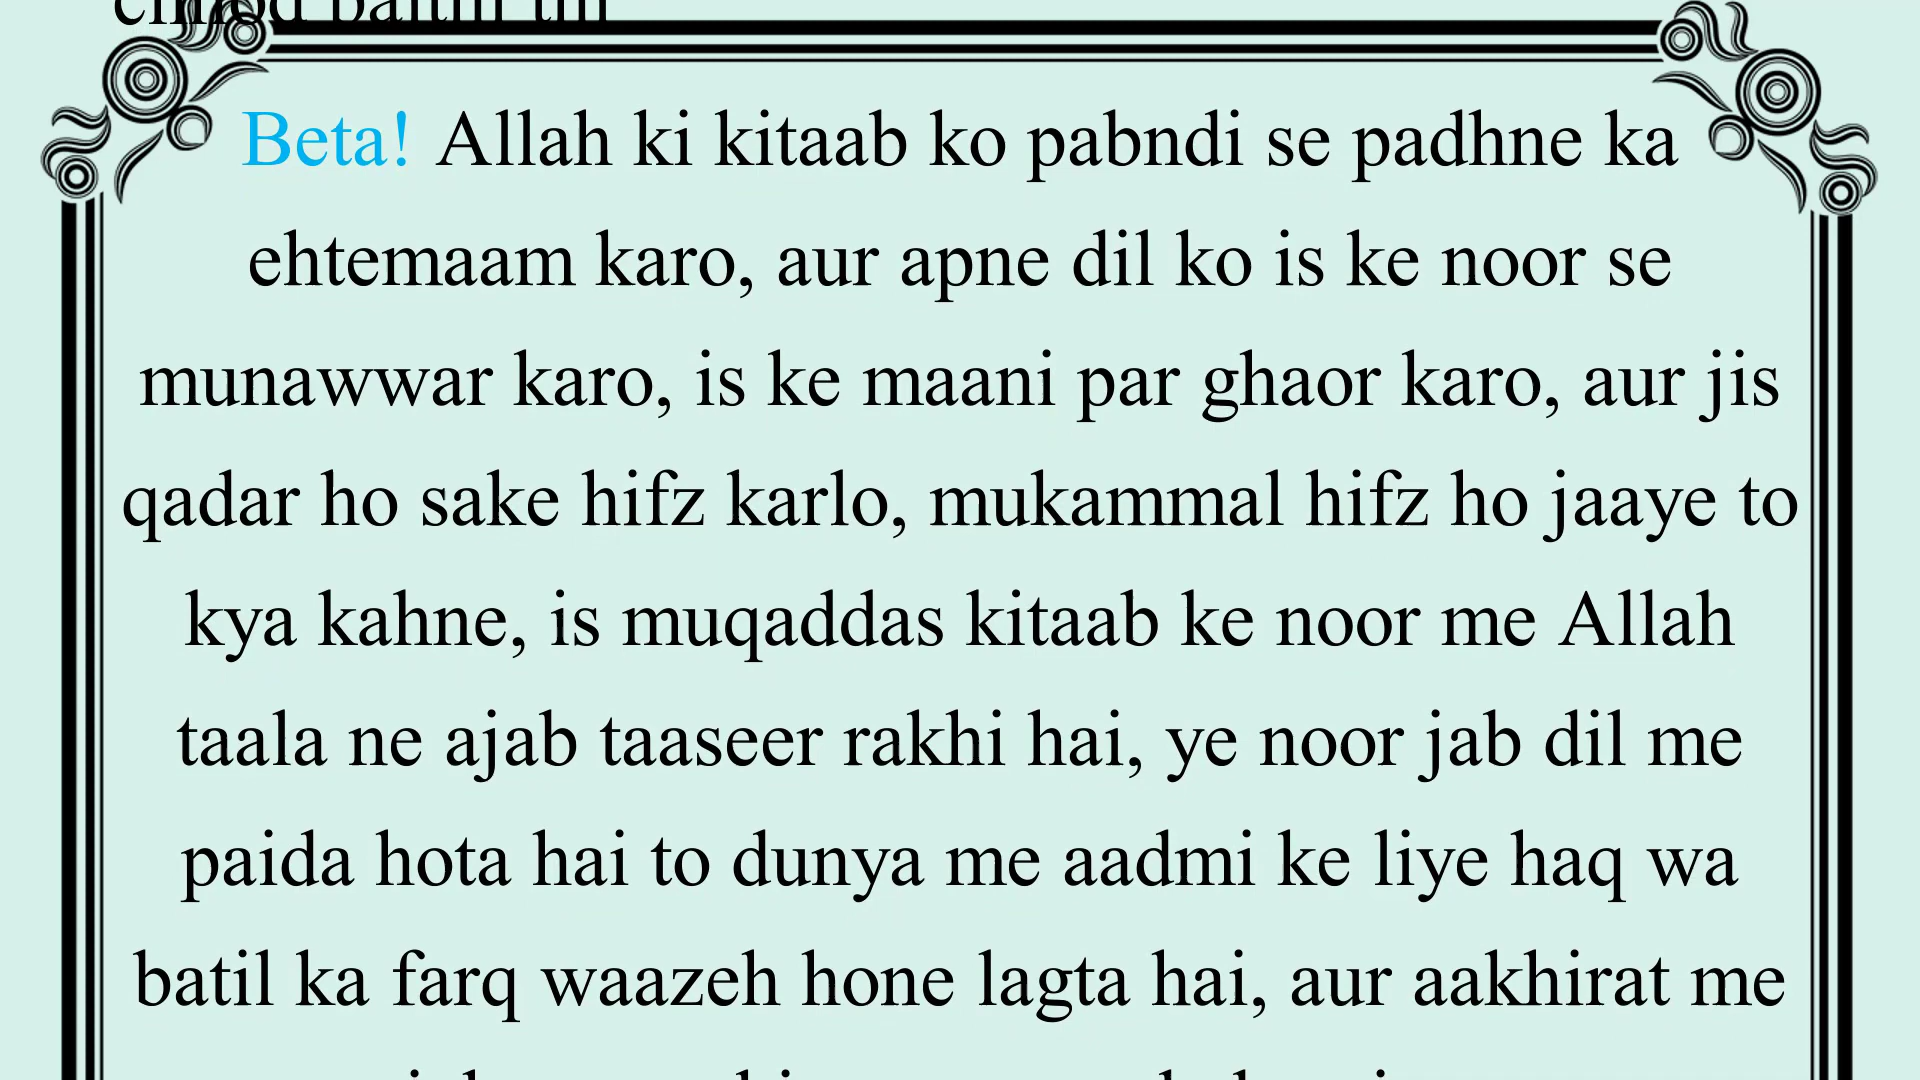 Beta! Allah ki kitaab ko pabndi se padhne ka
ehtemaam karo, aur apne dil ko is ke noor se
munawwar karo, is ke maani par ghaor karo, aur jis
qadar ho sake hifz karlo, mukammal hifz ho jaaye to
kya kahne, is muqaddas kitaab ke noor me Allah
taala ne ajab taaseer rakhi hai, ye noor jab dil me
paida hota hai to dunya me aadmi ke liye haq wa
batil ka farq waazeh hone lagta hai, aur aakhirat me